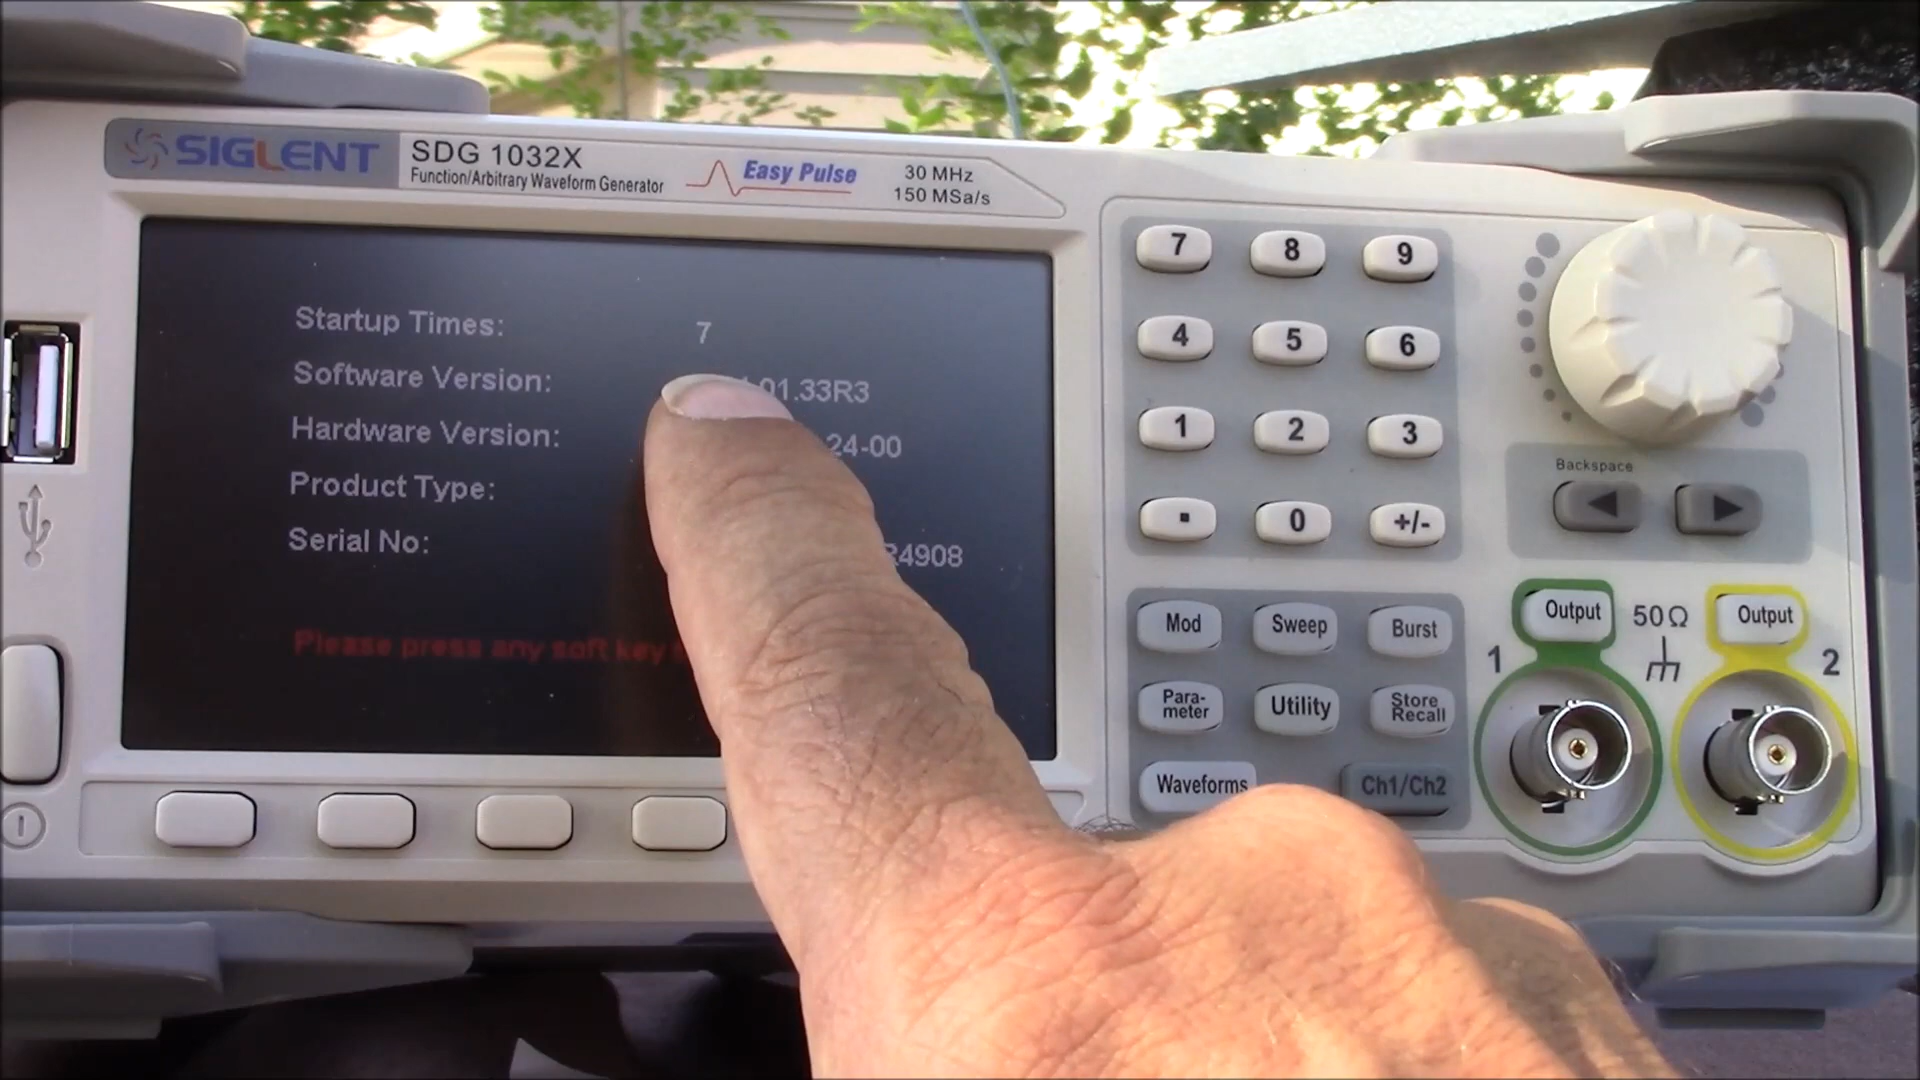 SIGLENT
SDG 1032X
Function/Arbitrary Waveform Generator
Easy Pulse
30 MHz
150 MSa/s
Startup Times: 7
Software Version: 01.33R3
Hardware Version: 24-00
Product Type:
Serial No: R4908
Please press any soft key
7 8 9
4 5 6
1 2 3
. 0 +/-
Backspace
Mod Sweep Burst
Para-
meter
Utility
Store
Recall
Waveforms Ch1/Ch2
Output 50Ω Output
1 2